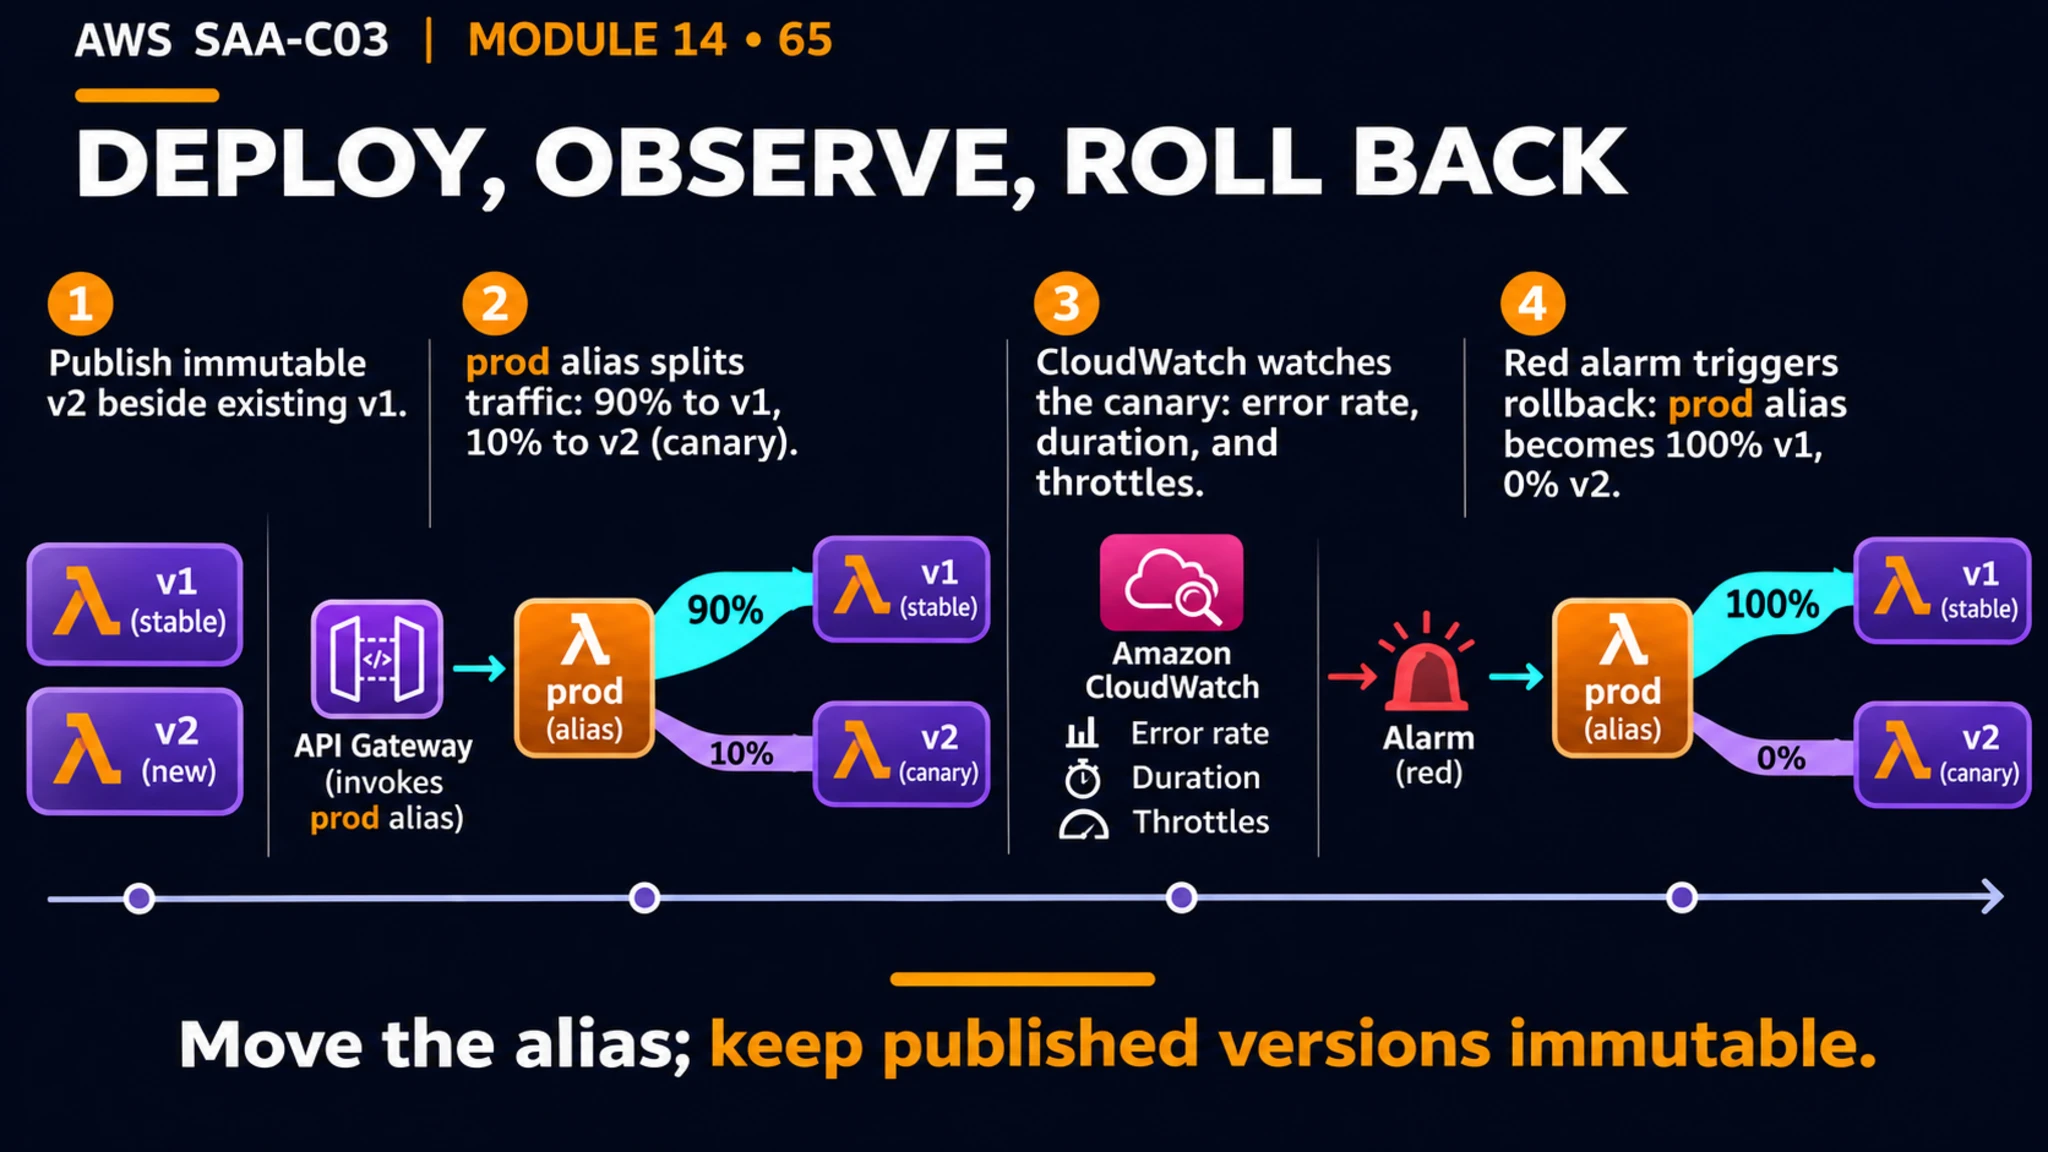 AWS SAA-C03 | MODULE 14 • 65
DEPLOY, OBSERVE, ROLL BACK
1
Publish immutable
v2 beside existing v1.
2
prod alias splits
traffic: 90% to v1,
10% to v2 (canary).
3
CloudWatch watches
the canary: error rate,
duration, and
throttles.
4
Red alarm triggers
rollback: prod alias
becomes 100% v1,
0% v2.
v1
(stable)
v2
(new)
</>
API Gateway
(invokes
prod alias)
prod
(alias)
90%
10%
v1
(stable)
v2
(canary)
Amazon
CloudWatch
Error rate
Duration
Throttles
Alarm
(red)
prod
(alias)
100%
0%
v1
(stable)
v2
(canary)
Move the alias; keep published versions immutable.